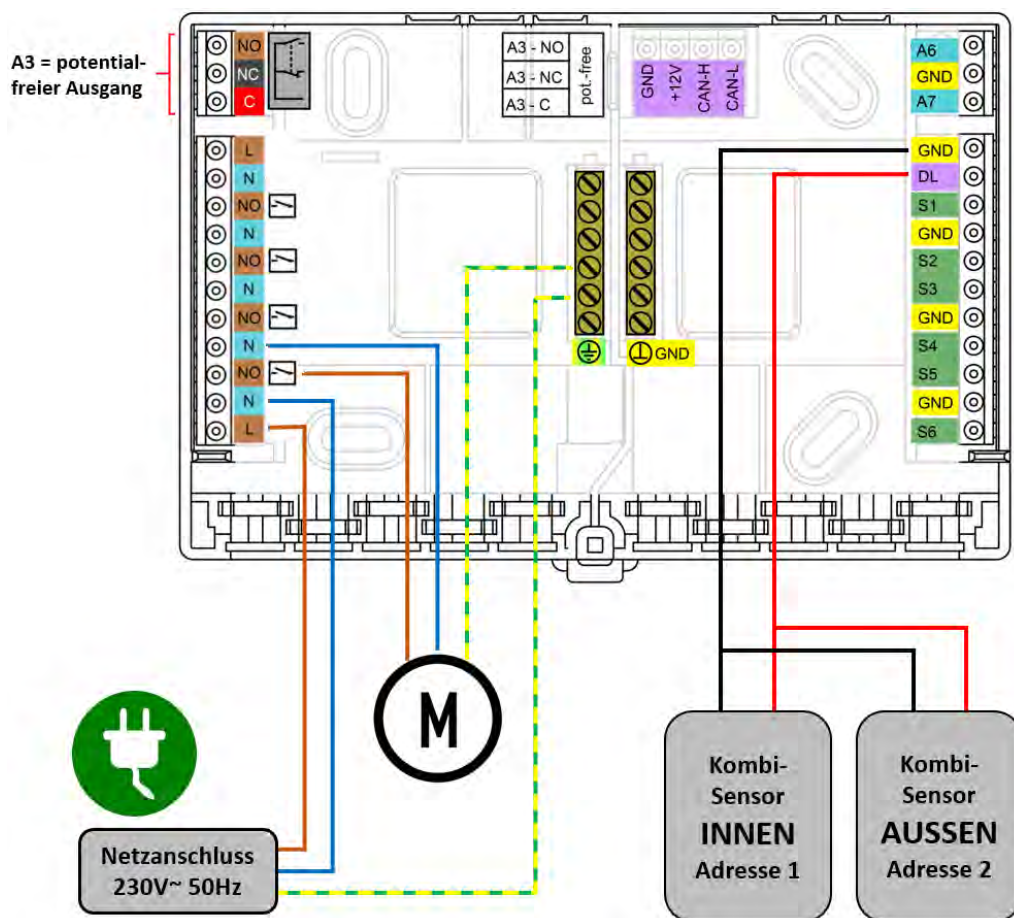 A3 = potential-
freier Ausgang
NO
NC
C
L
N
NO
N
NO
N
NO
N
NO
N
L
A3 - NO
A3 - NC
A3 - C
pot.-free
GND
+12V
CAN-H
CAN-L
A6
GND
A7
GND
DL
S1
GND
S2
S3
GND
S4
S5
GND
S6
GND
M
Netzanschluss
230V~ 50Hz
Kombi-
Sensor
INNEN
Adresse 1
Kombi-
Sensor
AUSSEN
Adresse 2